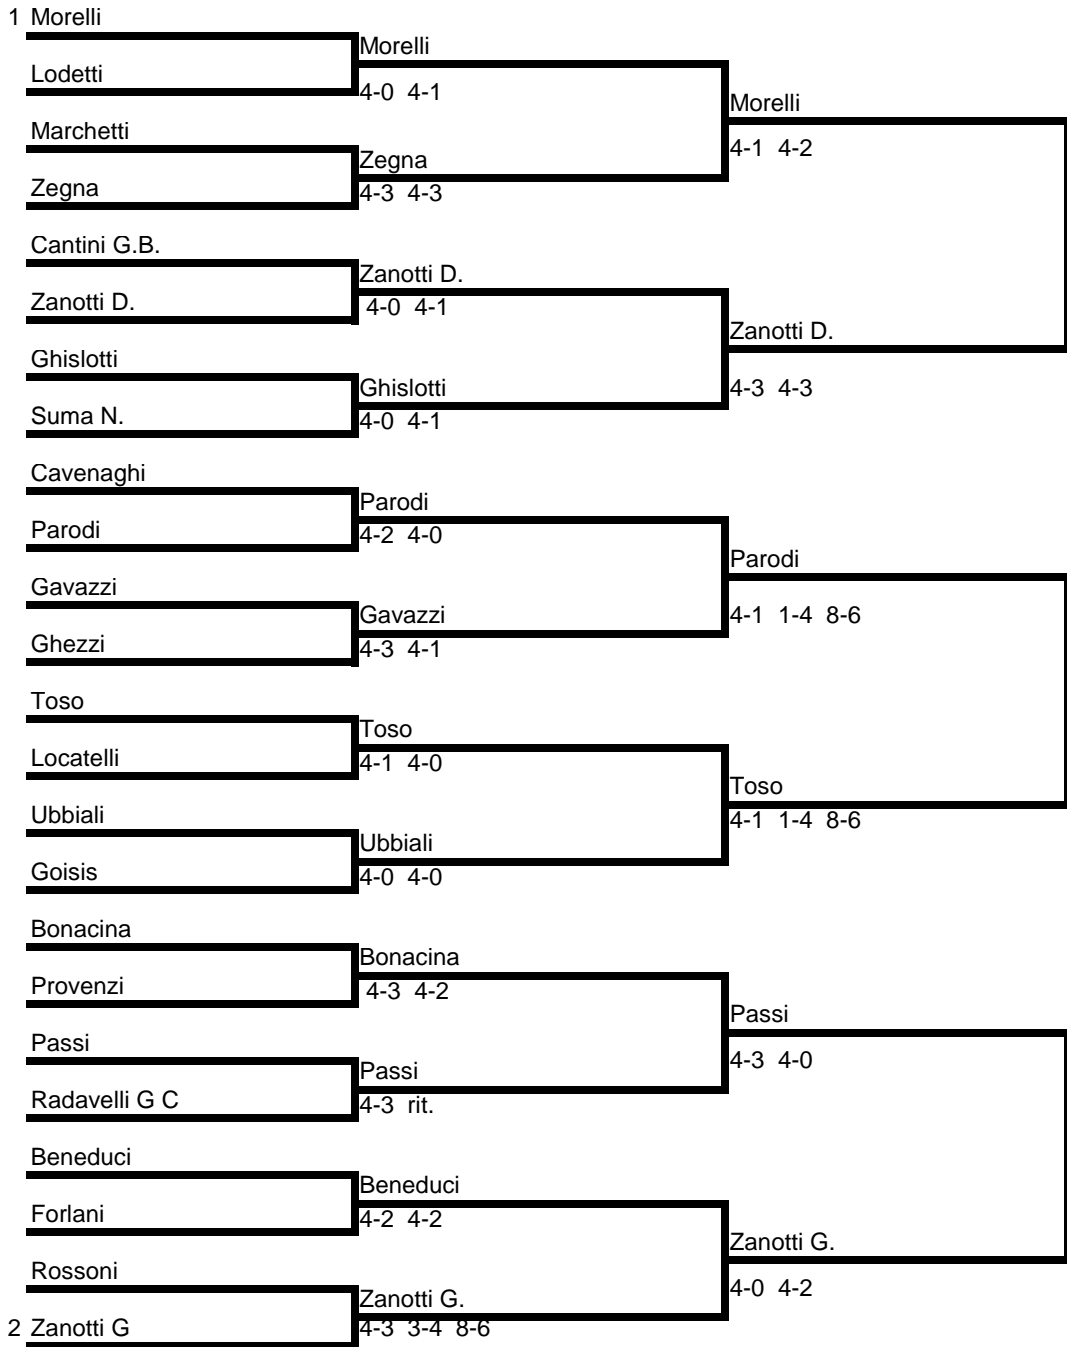 1 Morelli
Morelli
Lodetti
4-0 4-1
Morelli
Marchetti
4-1 4-2
Zegna
Zegna
4-3 4-3
Cantini G.B.
Zanotti D.
Zanotti D.
4-0 4-1
Zanotti D.
Ghislotti
Ghislotti
4-3 4-3
Suma N.
4-0 4-1
Cavenaghi
Parodi
Parodi
4-2 4-0
Parodi
Gavazzi
Gavazzi
4-1 1-4 8-6
Ghezzi
4-3 4-1
Toso
Toso
Locatelli
4-1 4-0
Toso
Ubbiali
4-1 1-4 8-6
Ubbiali
Goisis
4-0 4-0
Bonacina
Bonacina
Provenzi
4-3 4-2
Passi
Passi
4-3 4-0
Passi
Radavelli G C
4-3 rit.
Beneduci
Beneduci
Forlani
4-2 4-2
Zanotti G.
Rossoni
4-0 4-2
Zanotti G.
2 Zanotti G
4-3 3-4 8-6